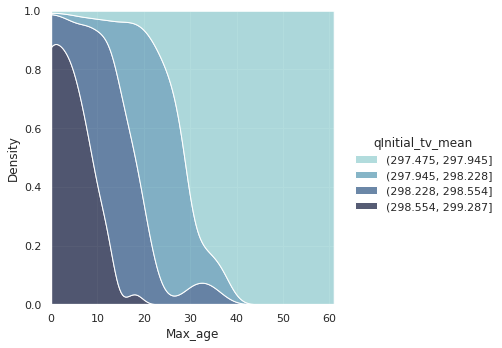 1.0
0.8
0.6
0.4
0.2
0.0
Density
0 10 20 30 40 50 60
Max_age
qInitial_tv_mean
(297.475, 297.945]
(297.945, 298.228]
(298.228, 298.554]
(298.554, 299.287]